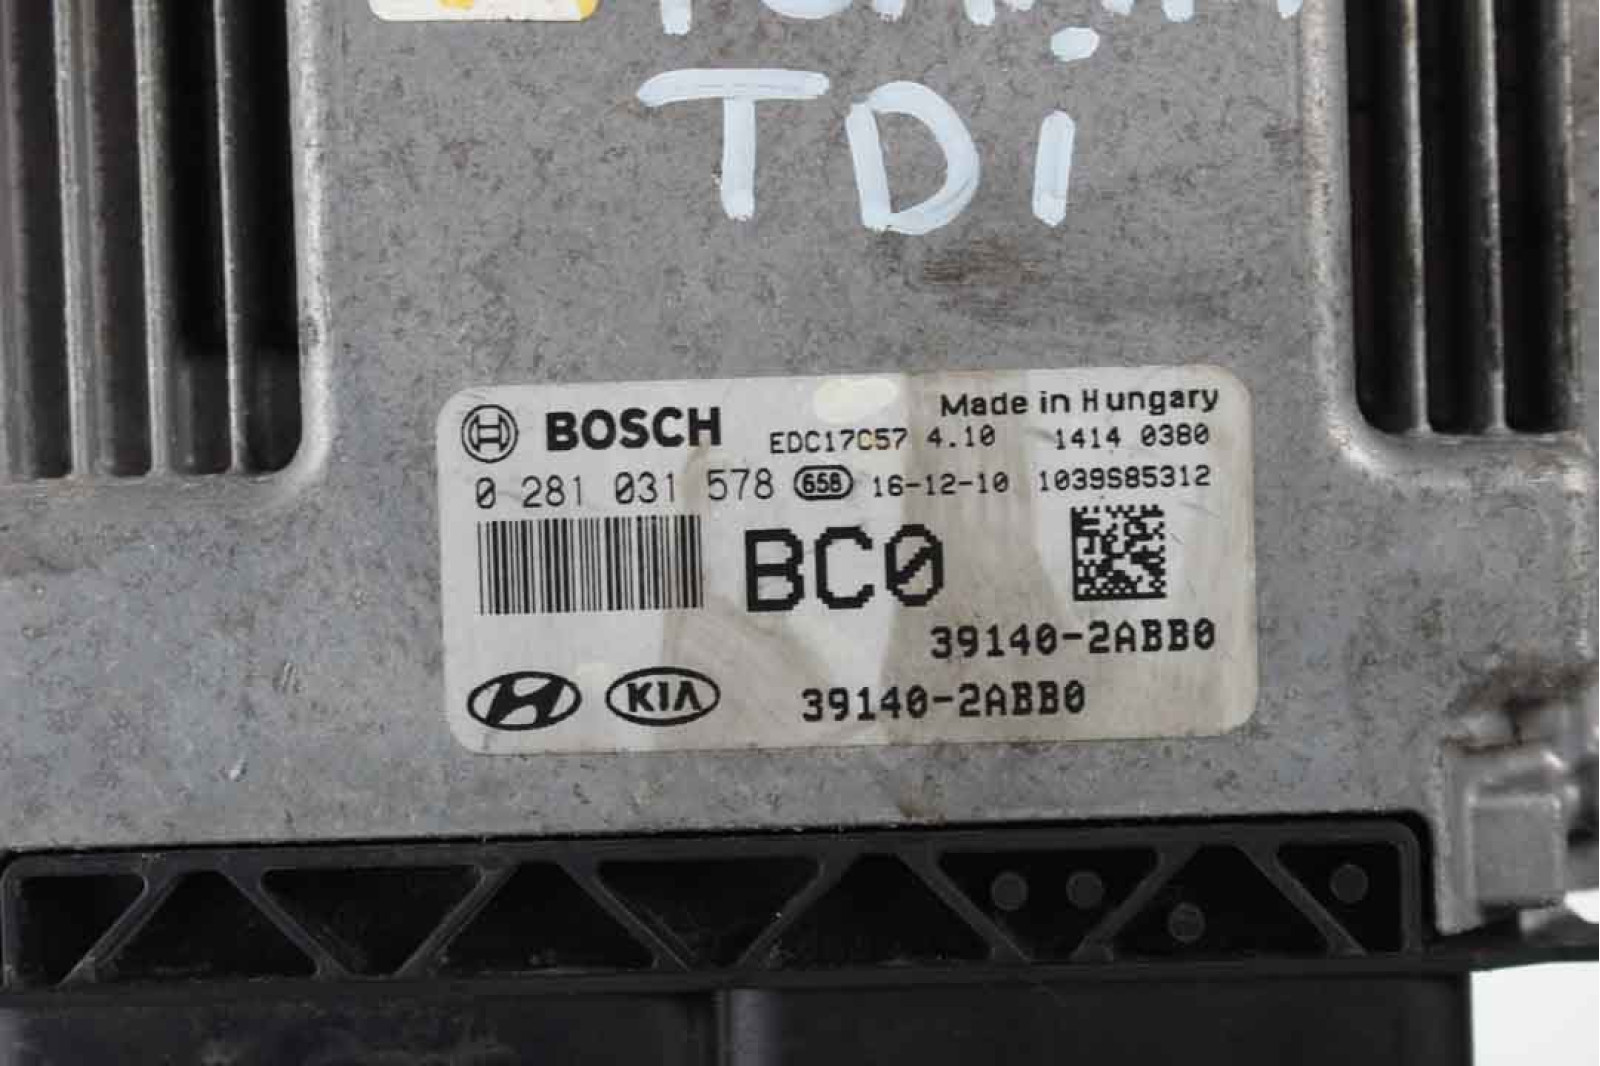 TDi
BOSCH
Made in Hungary
EDC17C57 4.10 1414 0380
0 281 031 578 658 16-12-10 1039S85312
BC0
39140-2ABB0
KIA 39140-2ABB0